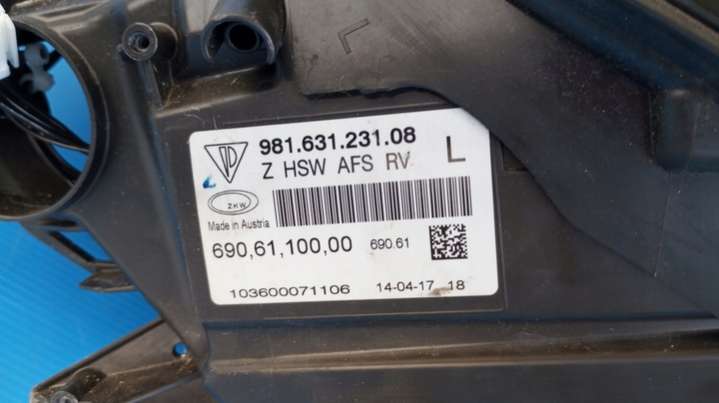 L
981.631.231.08
Z HSW AFS RV L
ZKW
Made in Austria
690,61,100,00 690.61
103600071106 14-04-17 18